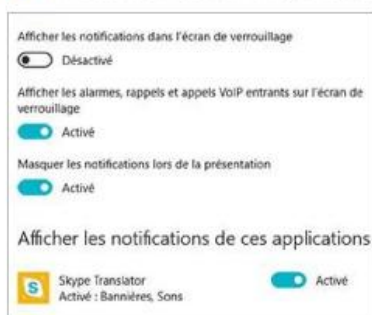 Afficher les notifications dans l'écran de verrouillage
Désactivé
Afficher les alarmes, rappels et appels VoIP entrants sur l'écran de
verrouillage
Activé
Masquer les notifications lors de la présentation
Activé
Afficher les notifications de ces applications
Skype Translator
Activé
Activé : Bannières, Sons